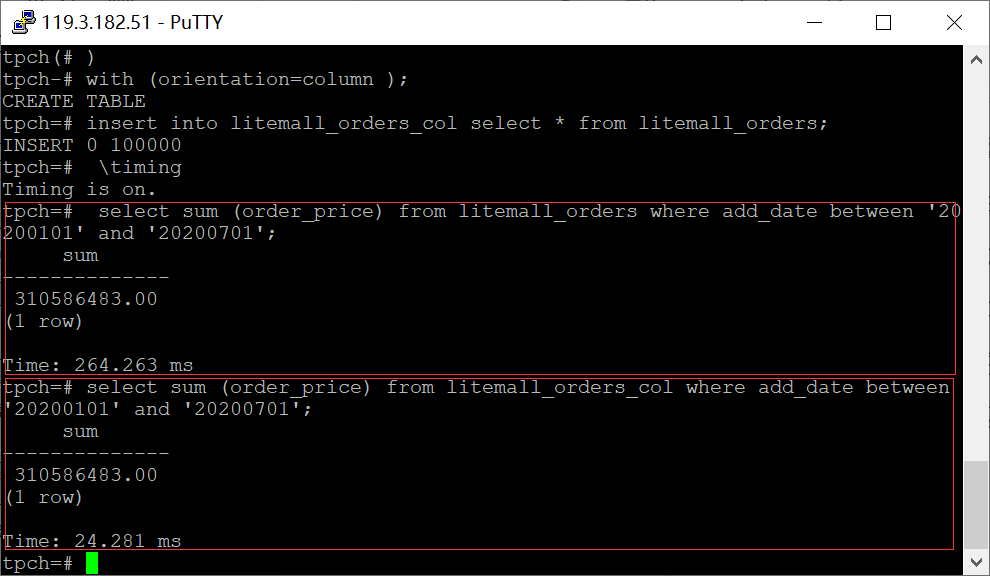 119.3.182.51 - PuTTY
tpch(# )
tpch-# with (orientation=column );
CREATE TABLE
tpch=# insert into litemall_orders_col select * from litemall_orders;
INSERT 0 100000
tpch=#  \timing
Timing is on.
tpch=#  select sum (order_price) from litemall_orders where add_date between '20
200101' and '20200701';
     sum
--------------
 310586483.00
(1 row)

Time: 264.263 ms
tpch=# select sum (order_price) from litemall_orders_col where add_date between
'20200101' and '20200701';
     sum
--------------
 310586483.00
(1 row)

Time: 24.281 ms
tpch=#